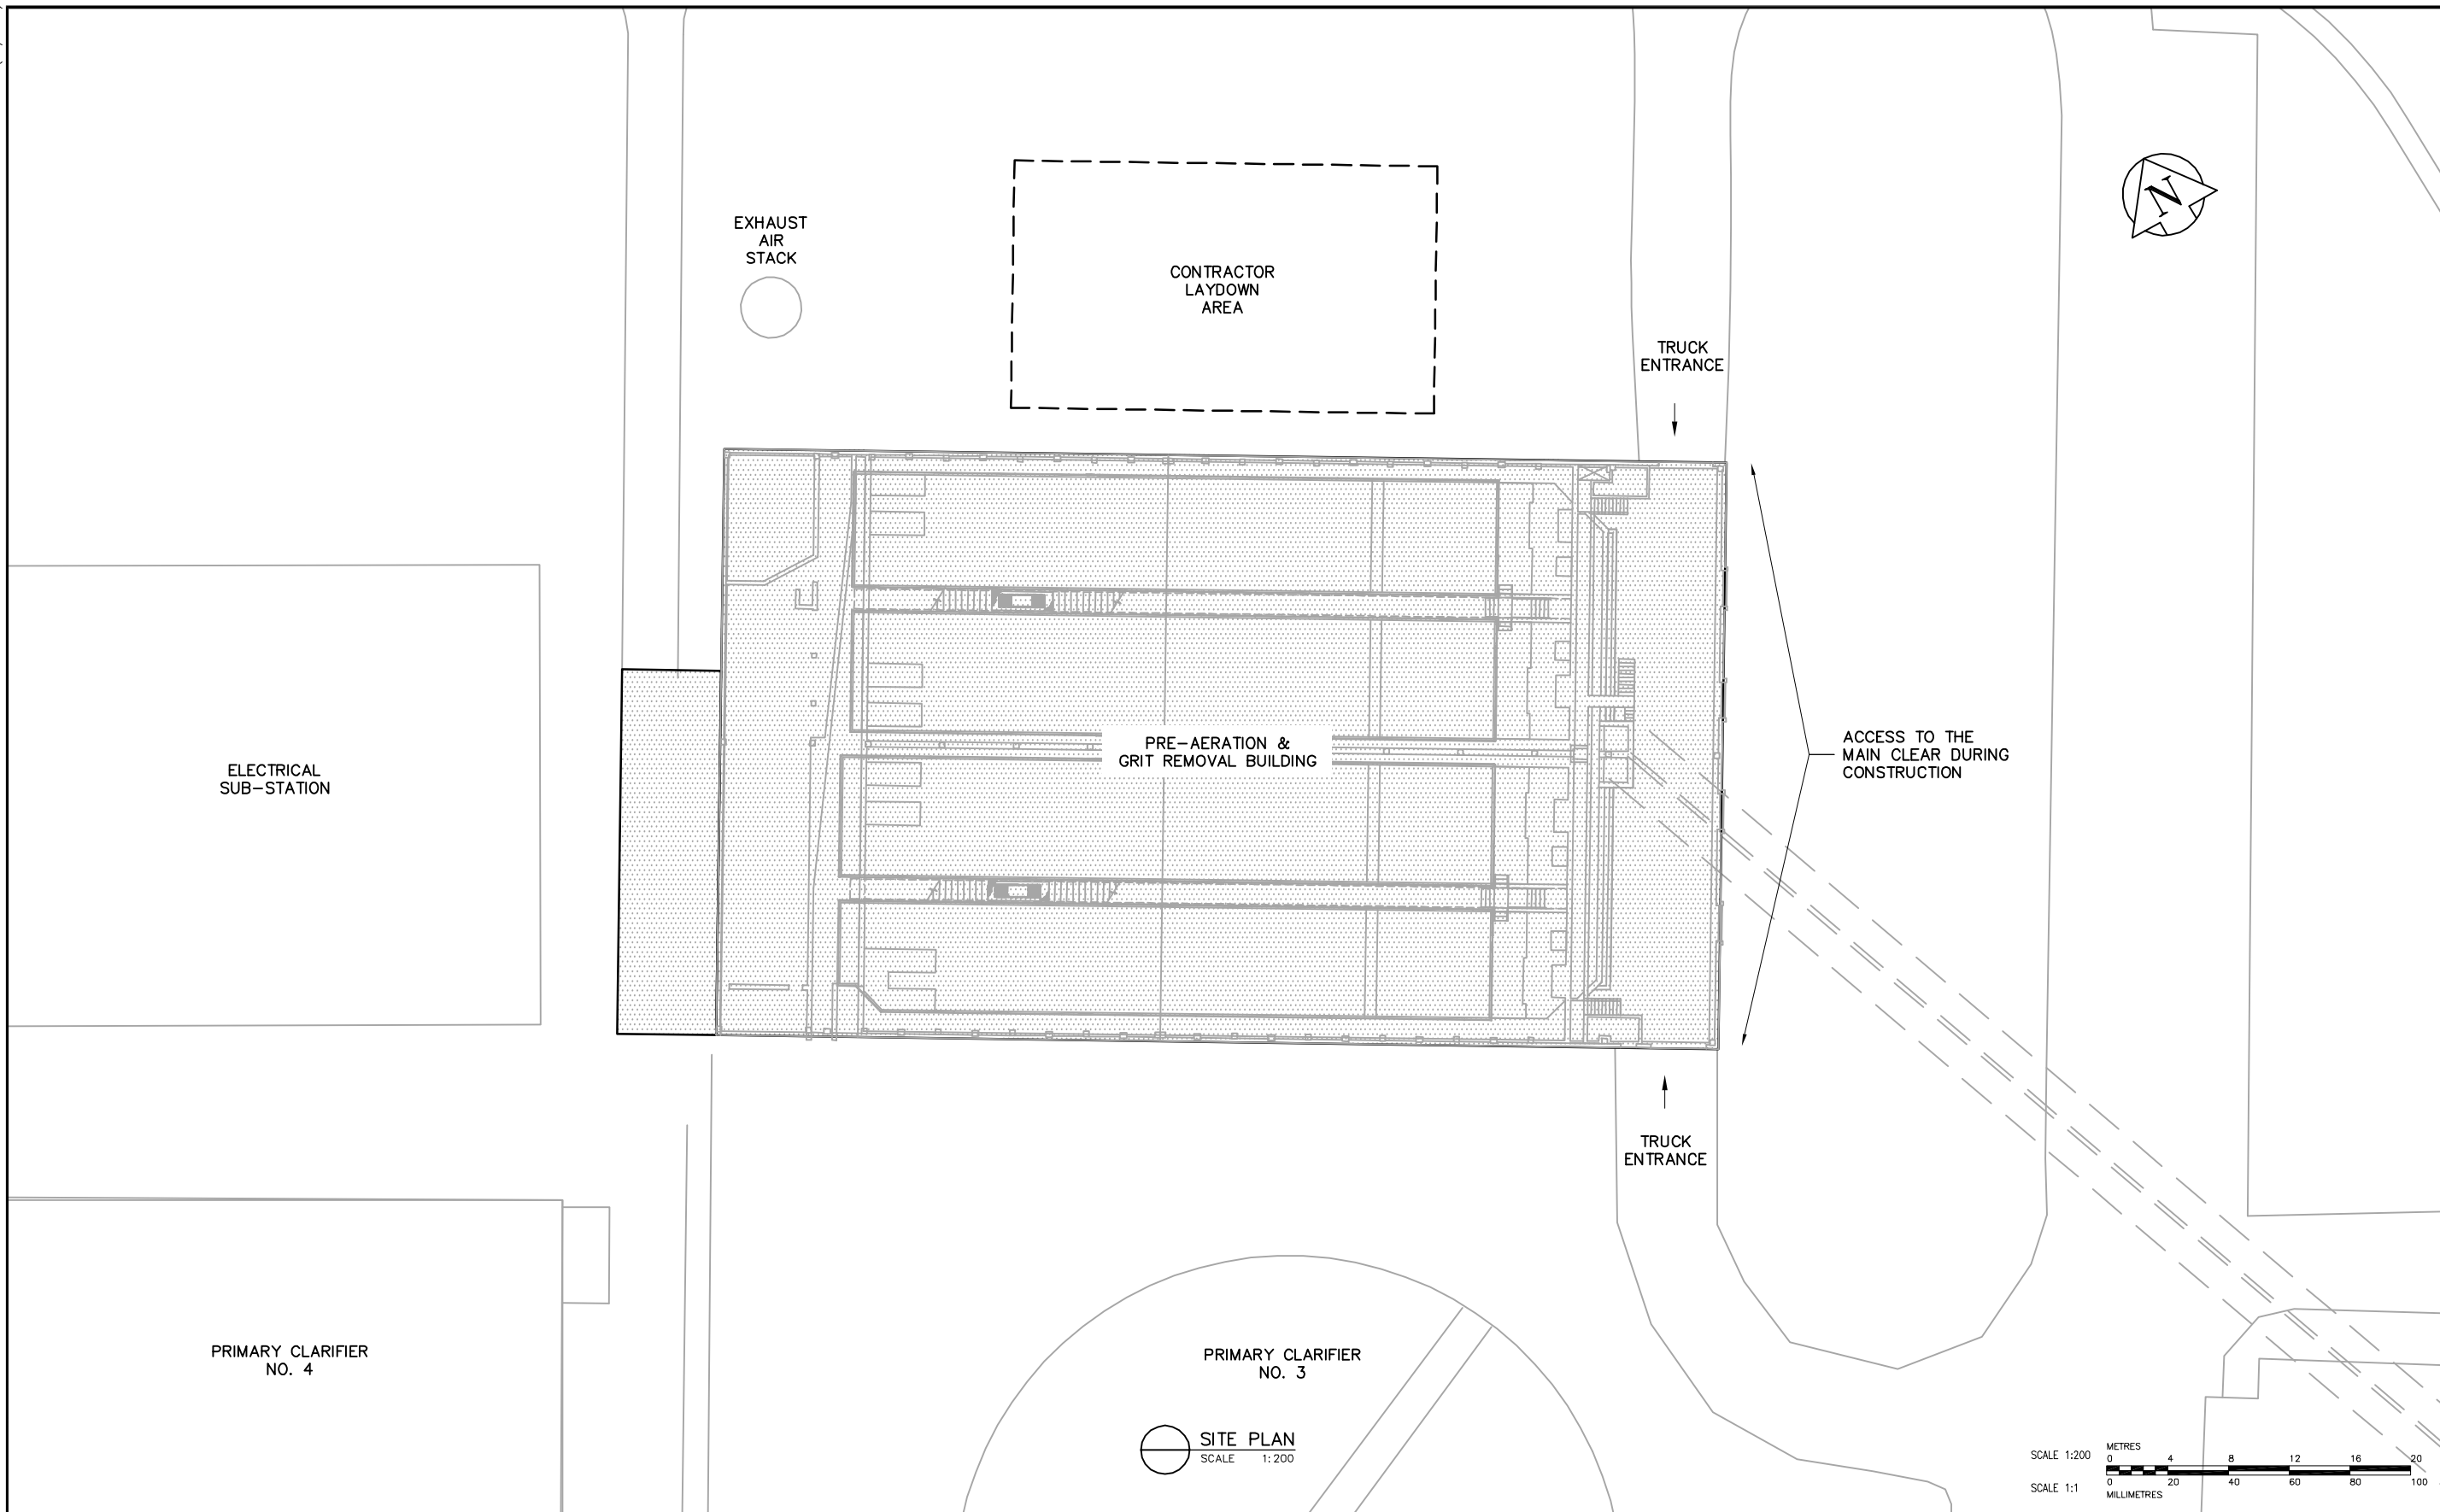 EXHAUST
AIR
STACK
CONTRACTOR
LAYDOWN
AREA
N
TRUCK
ENTRANCE
ELECTRICAL
SUB-STATION
PRE-AERATION &
GRIT REMOVAL BUILDING
ACCESS TO THE
MAIN CLEAR DURING
CONSTRUCTION
TRUCK
ENTRANCE
PRIMARY CLARIFIER
NO. 4
PRIMARY CLARIFIER
NO. 3
SITE PLAN
SCALE 1:200
METRES
SCALE 1:200 0 4 8 12 16 20
SCALE 1:1 0 20 40 60 80 100
MILLIMETRES